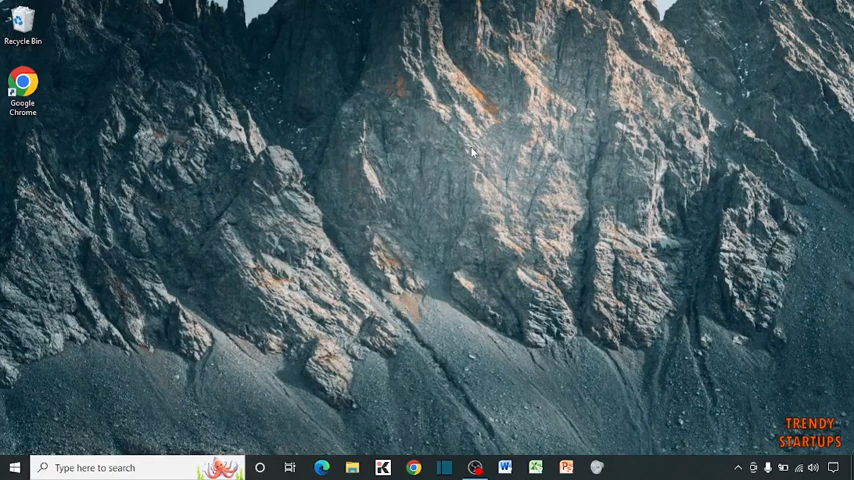 Recycle Bin
Google
Chrome
TRENDY
STARTUPS
Type here to search